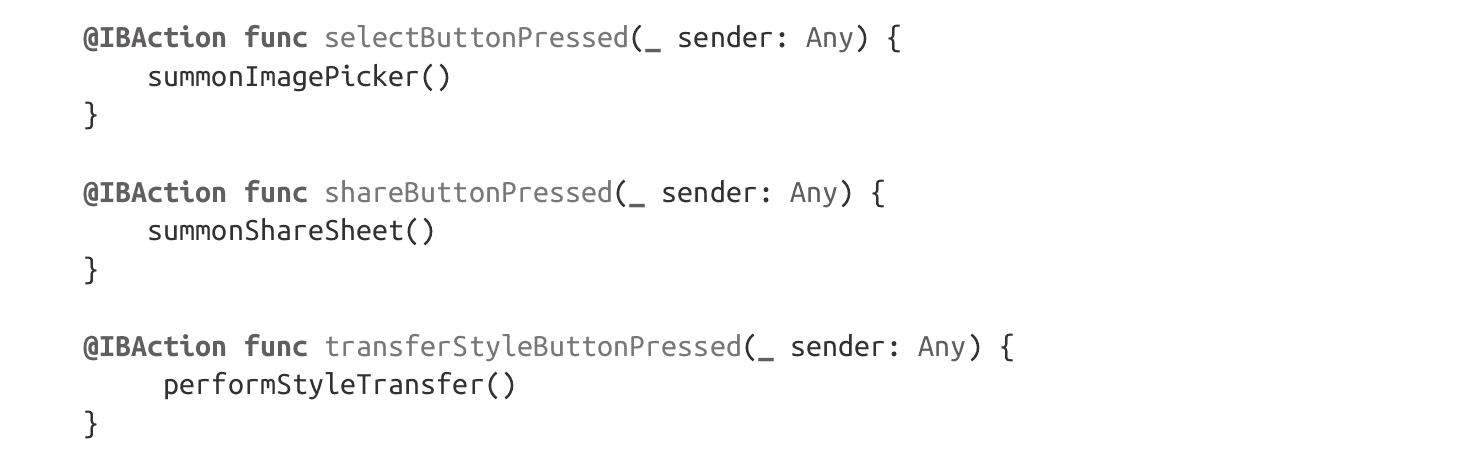 @IBAction func selectButtonPressed(_ sender: Any) {
    summonImagePicker()
}

@IBAction func shareButtonPressed(_ sender: Any) {
    summonShareSheet()
}

@IBAction func transferStyleButtonPressed(_ sender: Any) {
     performStyleTransfer()
}